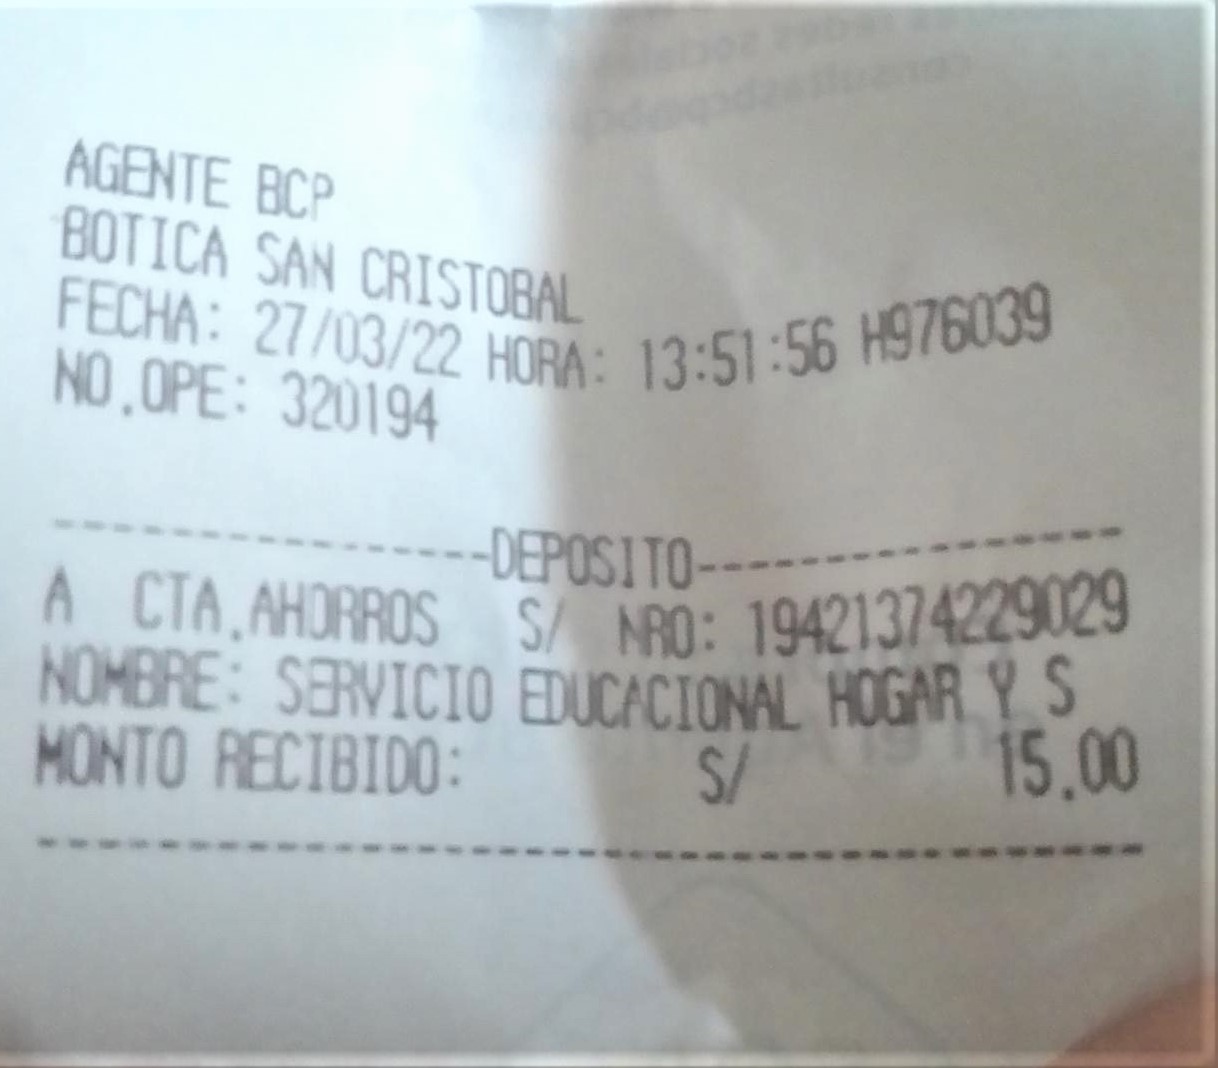 AGENTE BCP
BOTICA SAN CRISTOBAL
FECHA: 27/03/22 HORA: 13:51:56 H976039
NO.OPE: 320194
----------------DEPOSITO----------------
A CTA.AHORROS S/ NRO: 19421374229029
NOMBRE: SERVICIO EDUCACIONAL HOGAR Y S
MONTO RECIBIDO: S/ 15.00
----------------------------------------